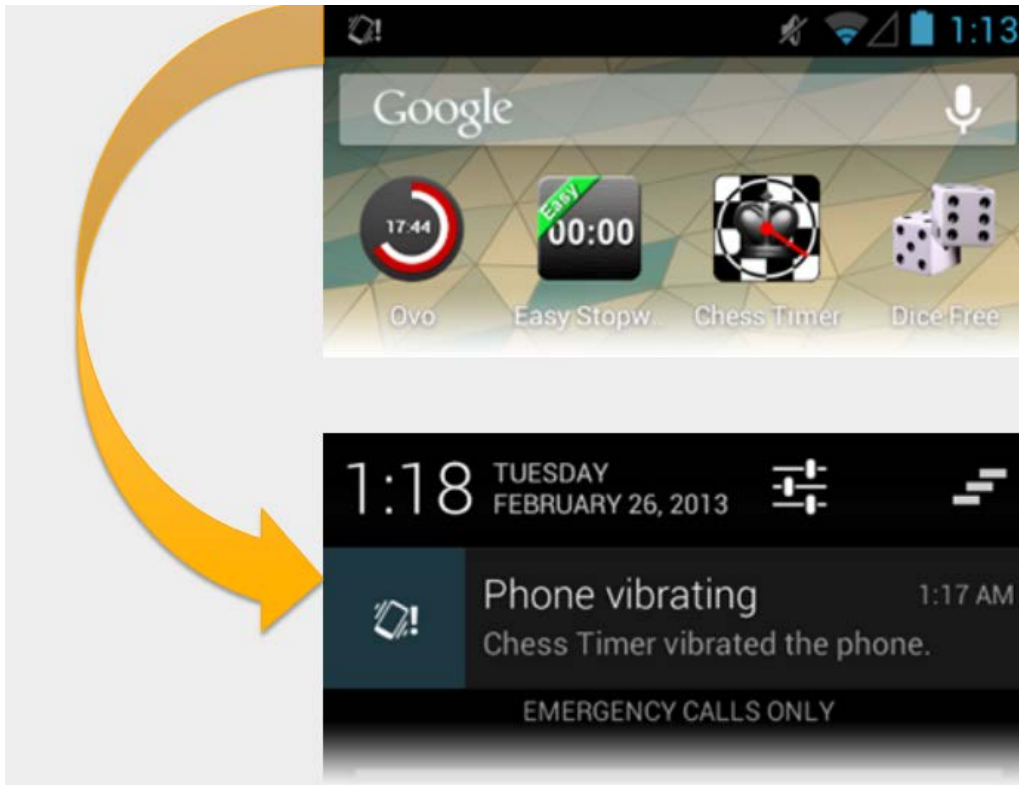 1:13
Google
17:44
Easy
00:00
Ovo
Easy Stopw..
Chess Timer
Dice Free
1:18
TUESDAY
FEBRUARY 26, 2013
Phone vibrating
1:17 AM
Chess Timer vibrated the phone.
EMERGENCY CALLS ONLY